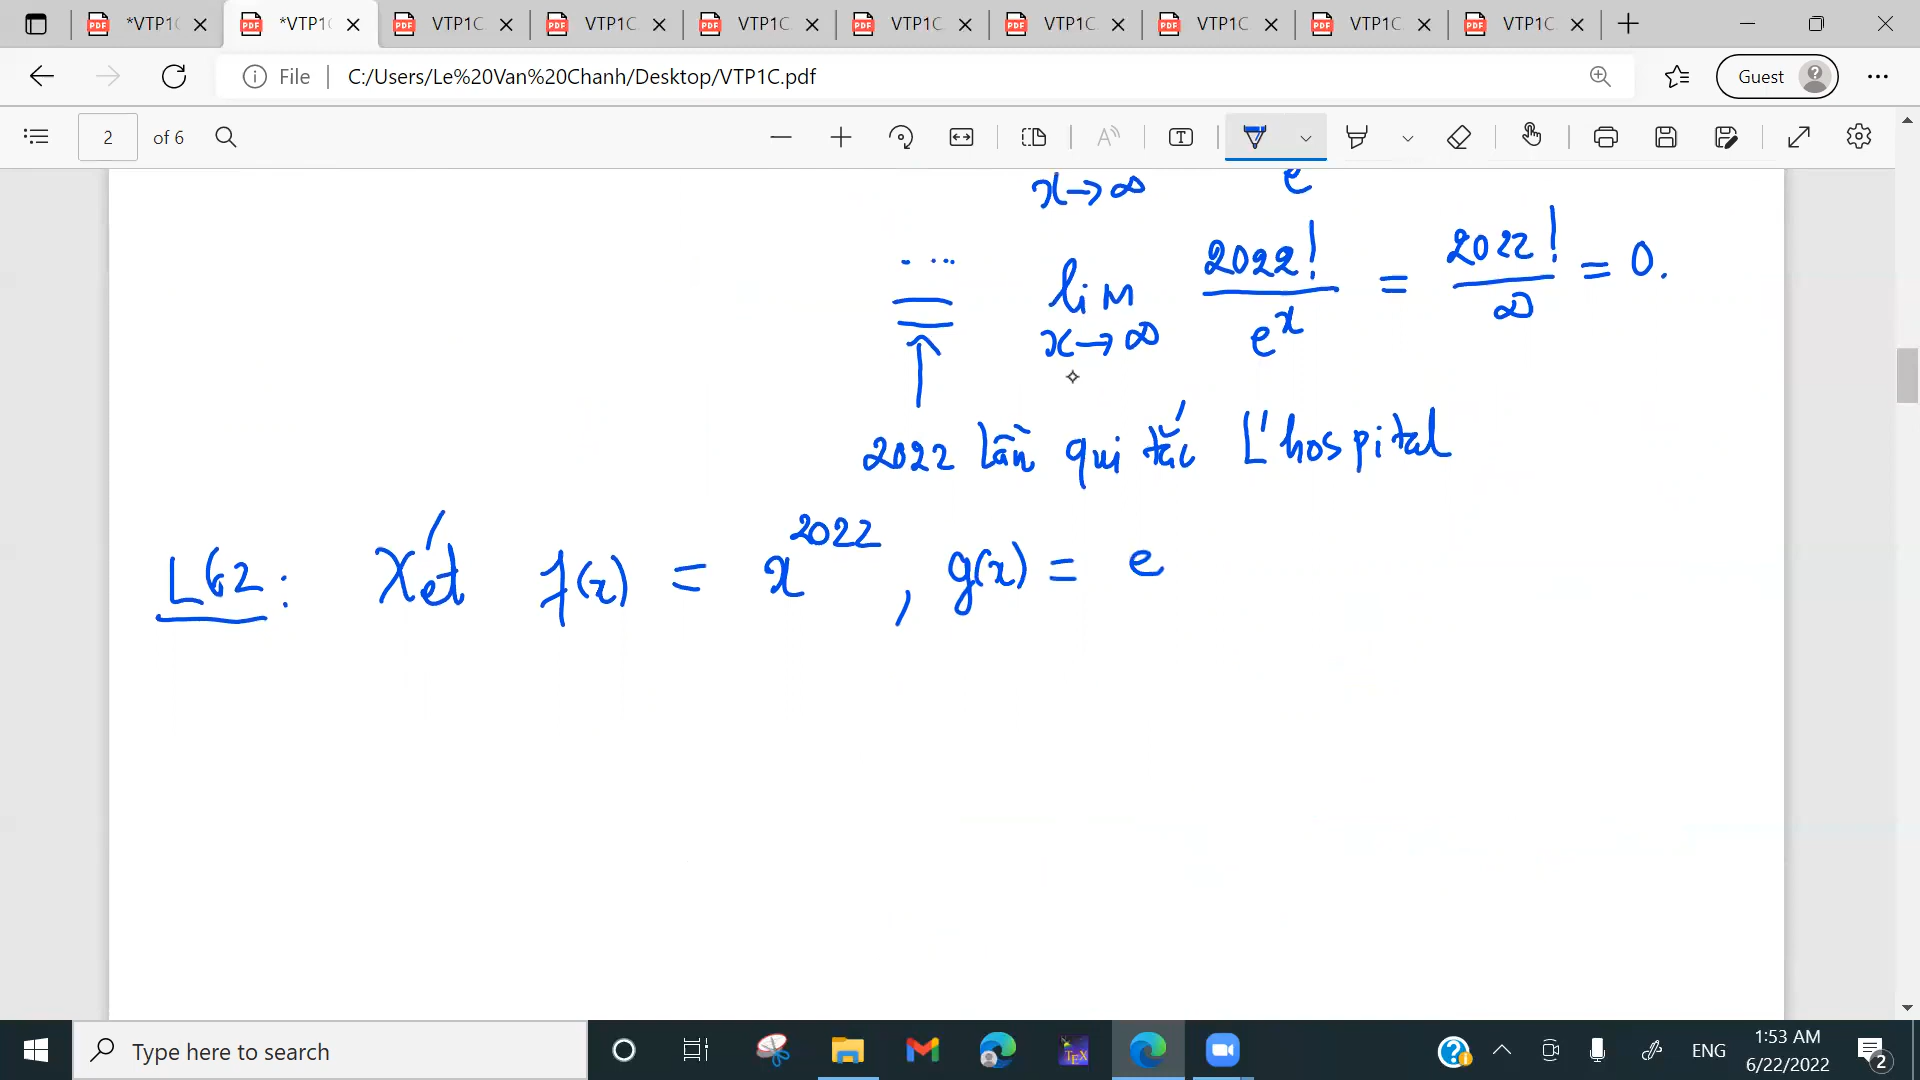 *VTP1C *VTP1C VTP1C VTP1C VTP1C VTP1C VTP1C VTP1C VTP1C VTP1C
File C:/Users/Le%20Van%20Chanh/Desktop/VTP1C.pdf Guest
2 of 6
x→∞ e
... = lim x→∞ 2022!/e^x = 2022!/∞ = 0.
2022 lần qui tắc L'hospital
LG2: Xét f(x) = x^2022, g(x) = e
Type here to search
ENG 1:53 AM
6/22/2022 2